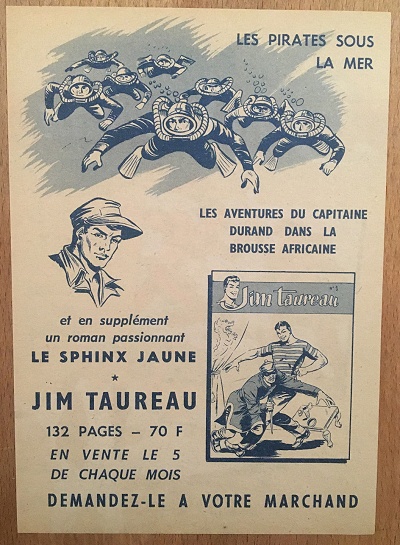 LES PIRATES SOUS
LA MER
LES AVENTURES DU CAPITAINE
DURAND DANS LA
BROUSSE AFRICAINE
N°1
Jim taureau
et en supplément
un roman passionnant
LE SPHINX JAUNE
★
JIM TAUREAU
132 PAGES – 70 F
EN VENTE LE 5
DE CHAQUE MOIS
DEMANDEZ-LE A VOTRE MARCHAND